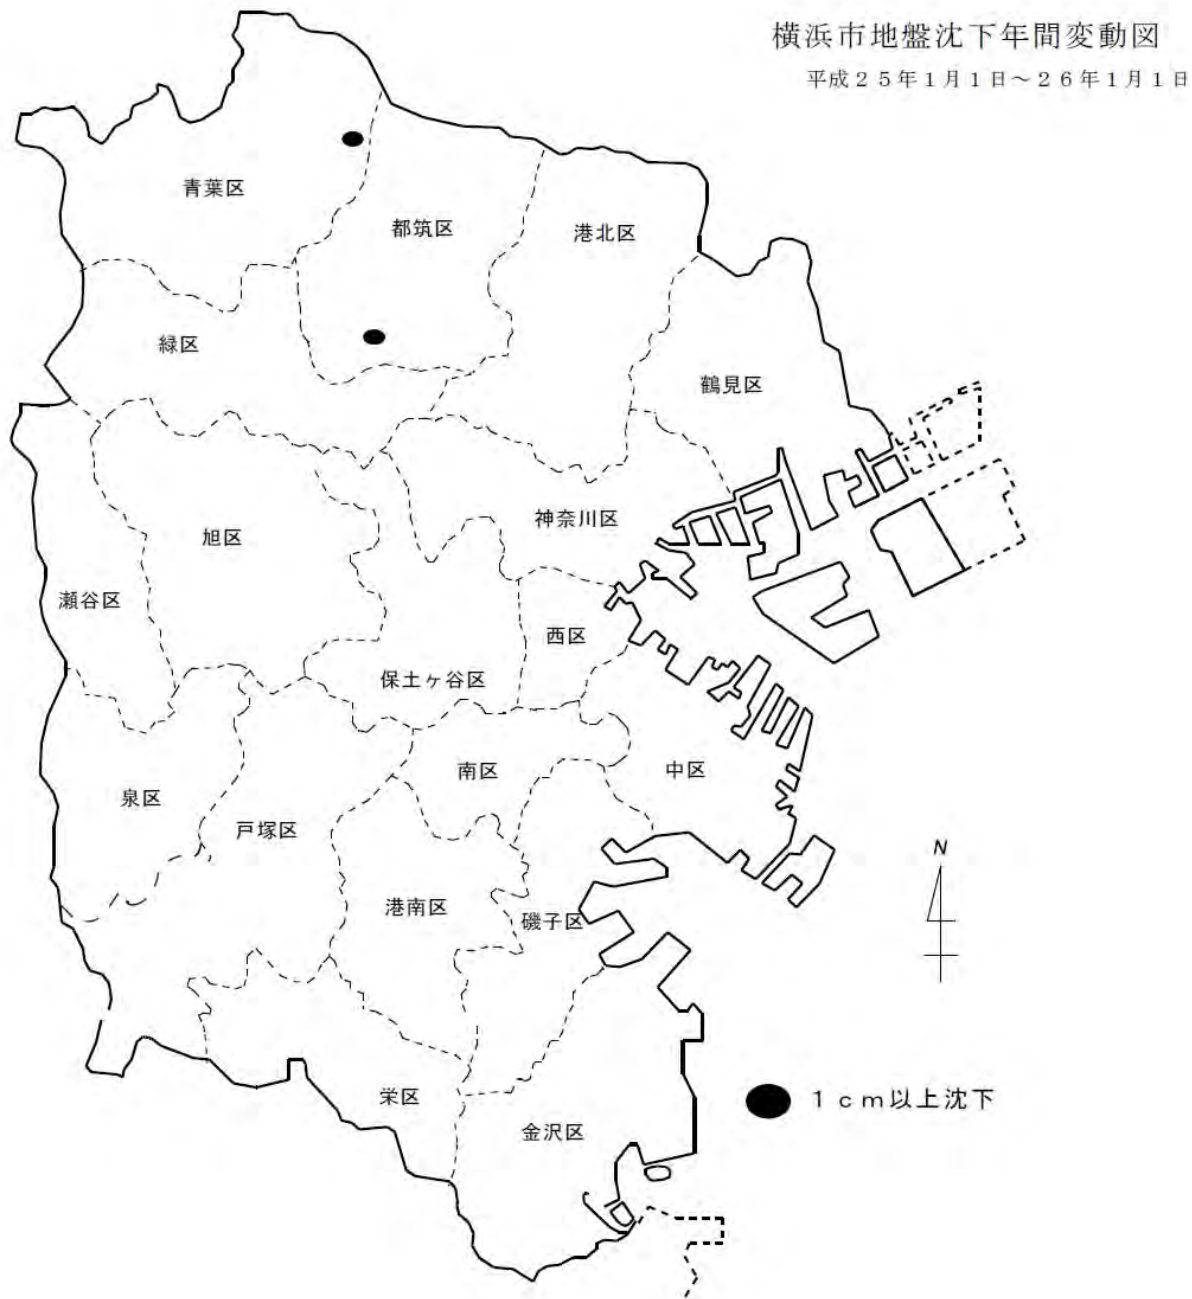 横浜市地盤沈下年間変動図
平成25年1月1日～26年1月1日
青葉区
都筑区
港北区
緑区
鶴見区
神奈川区
旭区
瀬谷区
西区
保土ヶ谷区
南区
中区
泉区
戸塚区
港南区
磯子区
栄区
金沢区
N
1cm以上沈下